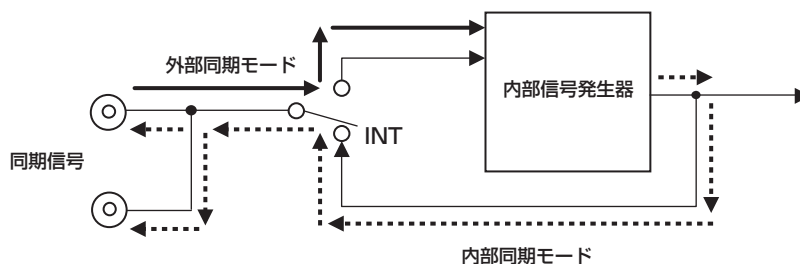 外部同期モード
内部信号発生器
INT
同期信号
内部同期モード